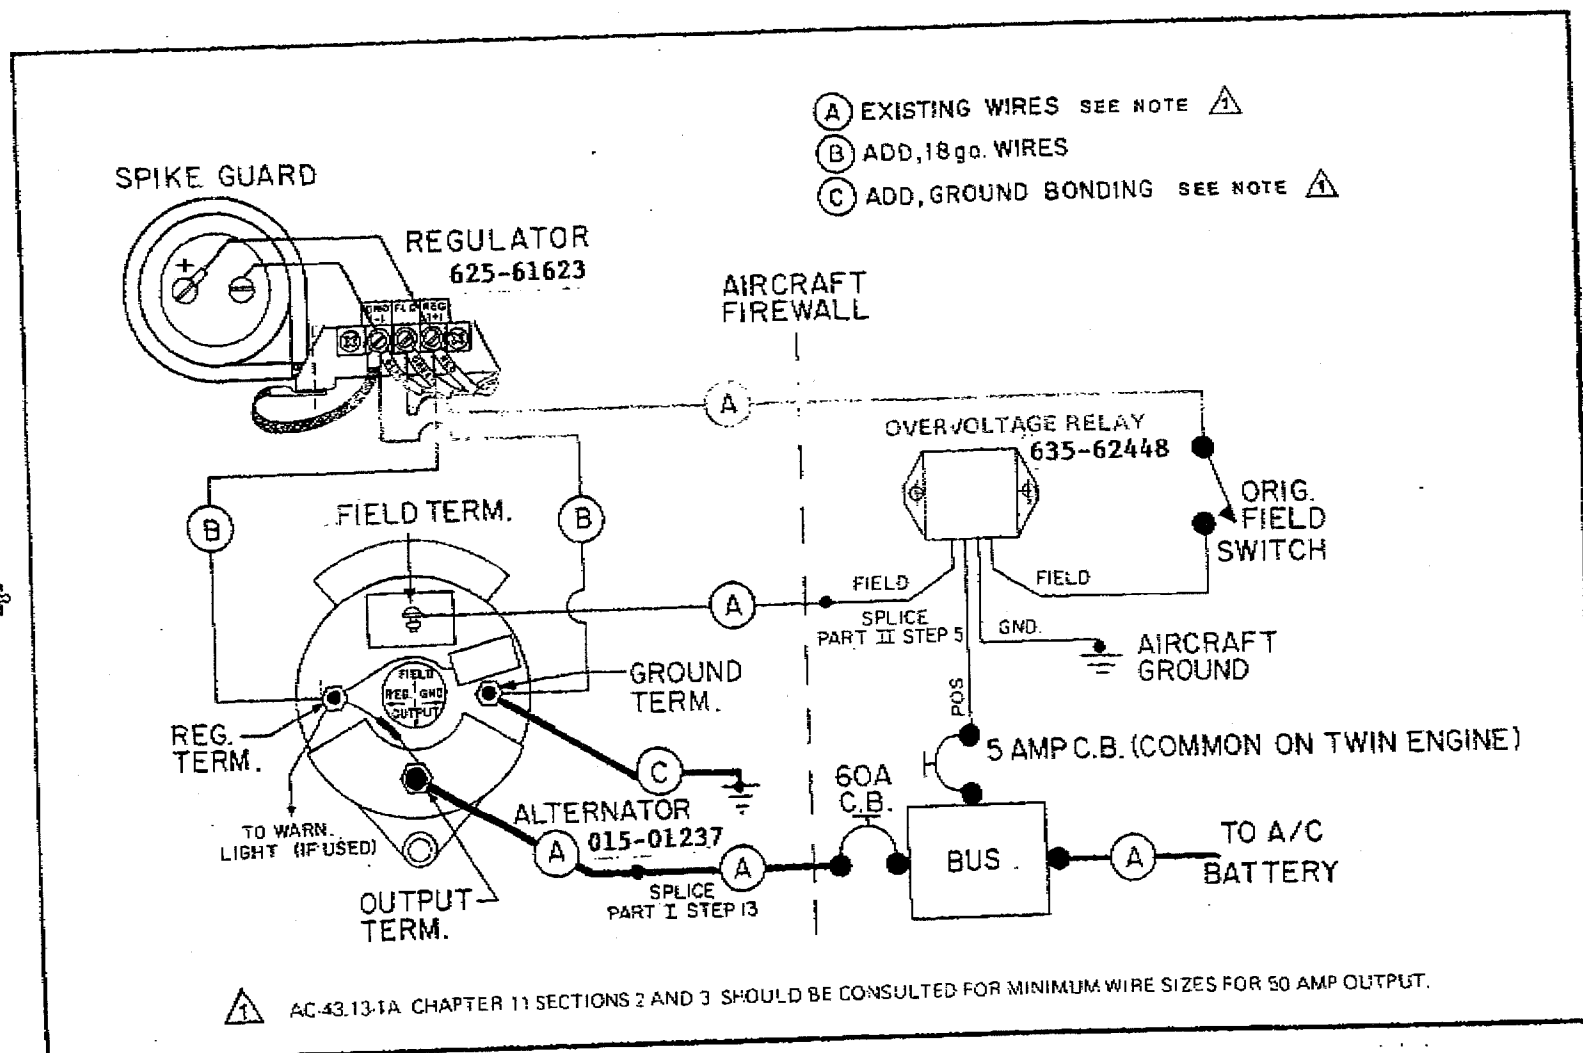 A EXISTING WIRES SEE NOTE 1
B ADD, 18 ga. WIRES
C ADD, GROUND BONDING SEE NOTE 1
SPIKE GUARD
REGULATOR
625-61623
+
GND FLD REG
(-) (+)
AIRCRAFT
FIREWALL
A
OVERVOLTAGE RELAY
635-62448
ORIG.
FIELD
SWITCH
B
FIELD TERM.
B
FIELD
FIELD
A
SPLICE
PART II STEP 5
GND.
AIRCRAFT
GROUND
GROUND
TERM.
FIELD
REG. GND
OUTPUT
POS
REG.
TERM.
C
5 AMP C.B. (COMMON ON TWIN ENGINE)
60A
C.B.
ALTERNATOR
015-01237
TO WARN.
LIGHT (IF USED)
A
A
BUS
A
TO A/C
BATTERY
SPLICE
PART I STEP 13
OUTPUT
TERM.
1 AC-43.13-1A CHAPTER 11 SECTIONS 2 AND 3 SHOULD BE CONSULTED FOR MINIMUM WIRE SIZES FOR 50 AMP OUTPUT.